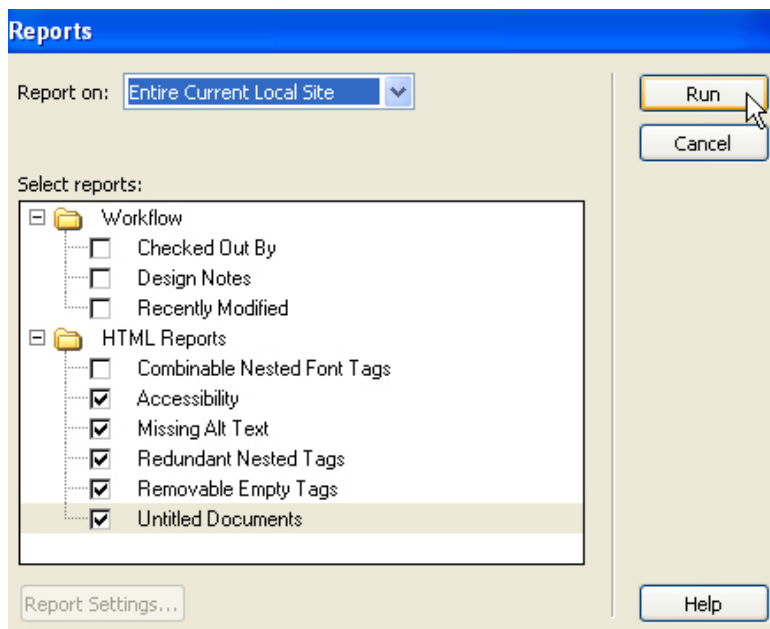 Reports
Report on: Entire Current Local Site
Run
Cancel
Select reports:
Workflow
Checked Out By
Design Notes
Recently Modified
HTML Reports
Combinable Nested Font Tags
Accessibility
Missing Alt Text
Redundant Nested Tags
Removable Empty Tags
Untitled Documents
Report Settings...
Help